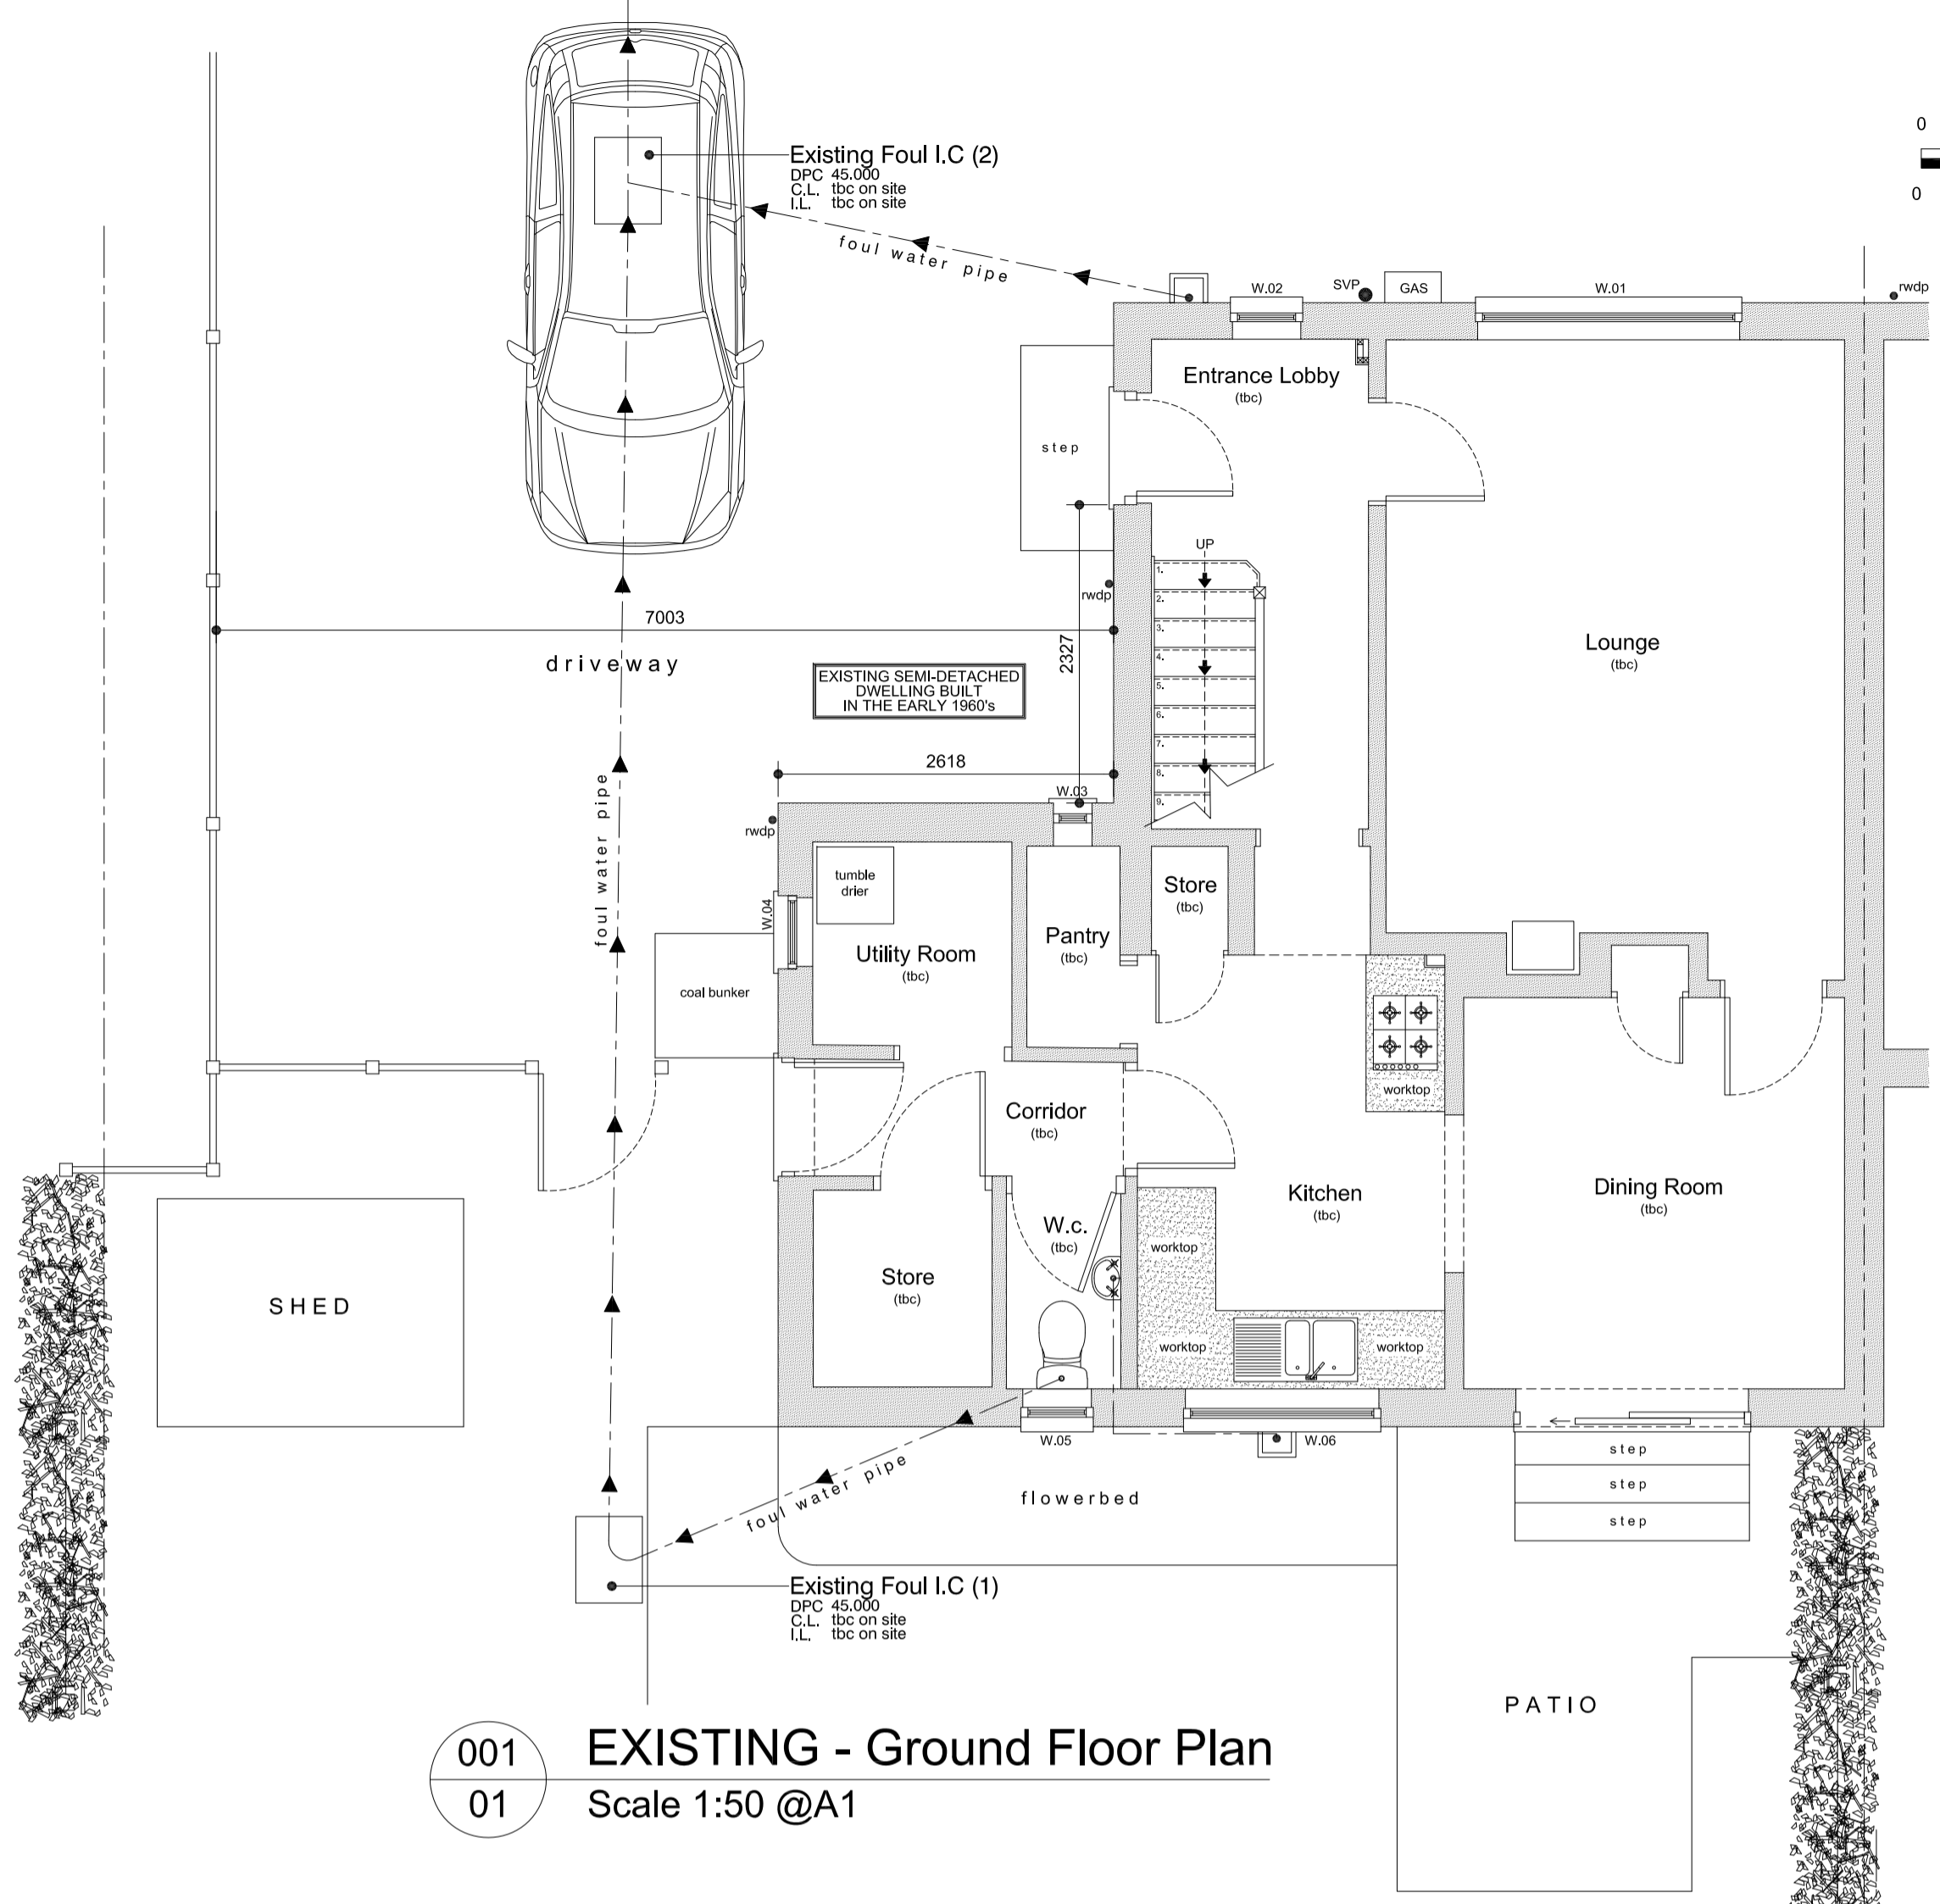 0
0
Existing Foul I.C (2)
DPC 45.000
C.L. tbc on site
I.L. tbc on site
foul water pipe
W.02
SVP
GAS
W.01
rwdp
Entrance Lobby
(tbc)
step
UP
1.
2.
3.
4.
5.
6.
7.
8.
9.
rwdp
7003
driveway
2327
EXISTING SEMI-DETACHED
DWELLING BUILT
IN THE EARLY 1960's
Lounge
(tbc)
2618
W.03
rwdp
foul water pipe
tumble
drier
W.04
Store
(tbc)
Pantry
(tbc)
Utility Room
(tbc)
coal bunker
worktop
Corridor
(tbc)
Kitchen
(tbc)
Dining Room
(tbc)
W.c.
(tbc)
worktop
Store
(tbc)
SHED
worktop
worktop
W.05
W.06
step
step
step
foul water pipe
flowerbed
Existing Foul I.C (1)
DPC 45.000
C.L. tbc on site
I.L. tbc on site
PATIO
001
01
EXISTING - Ground Floor Plan
Scale 1:50 @A1